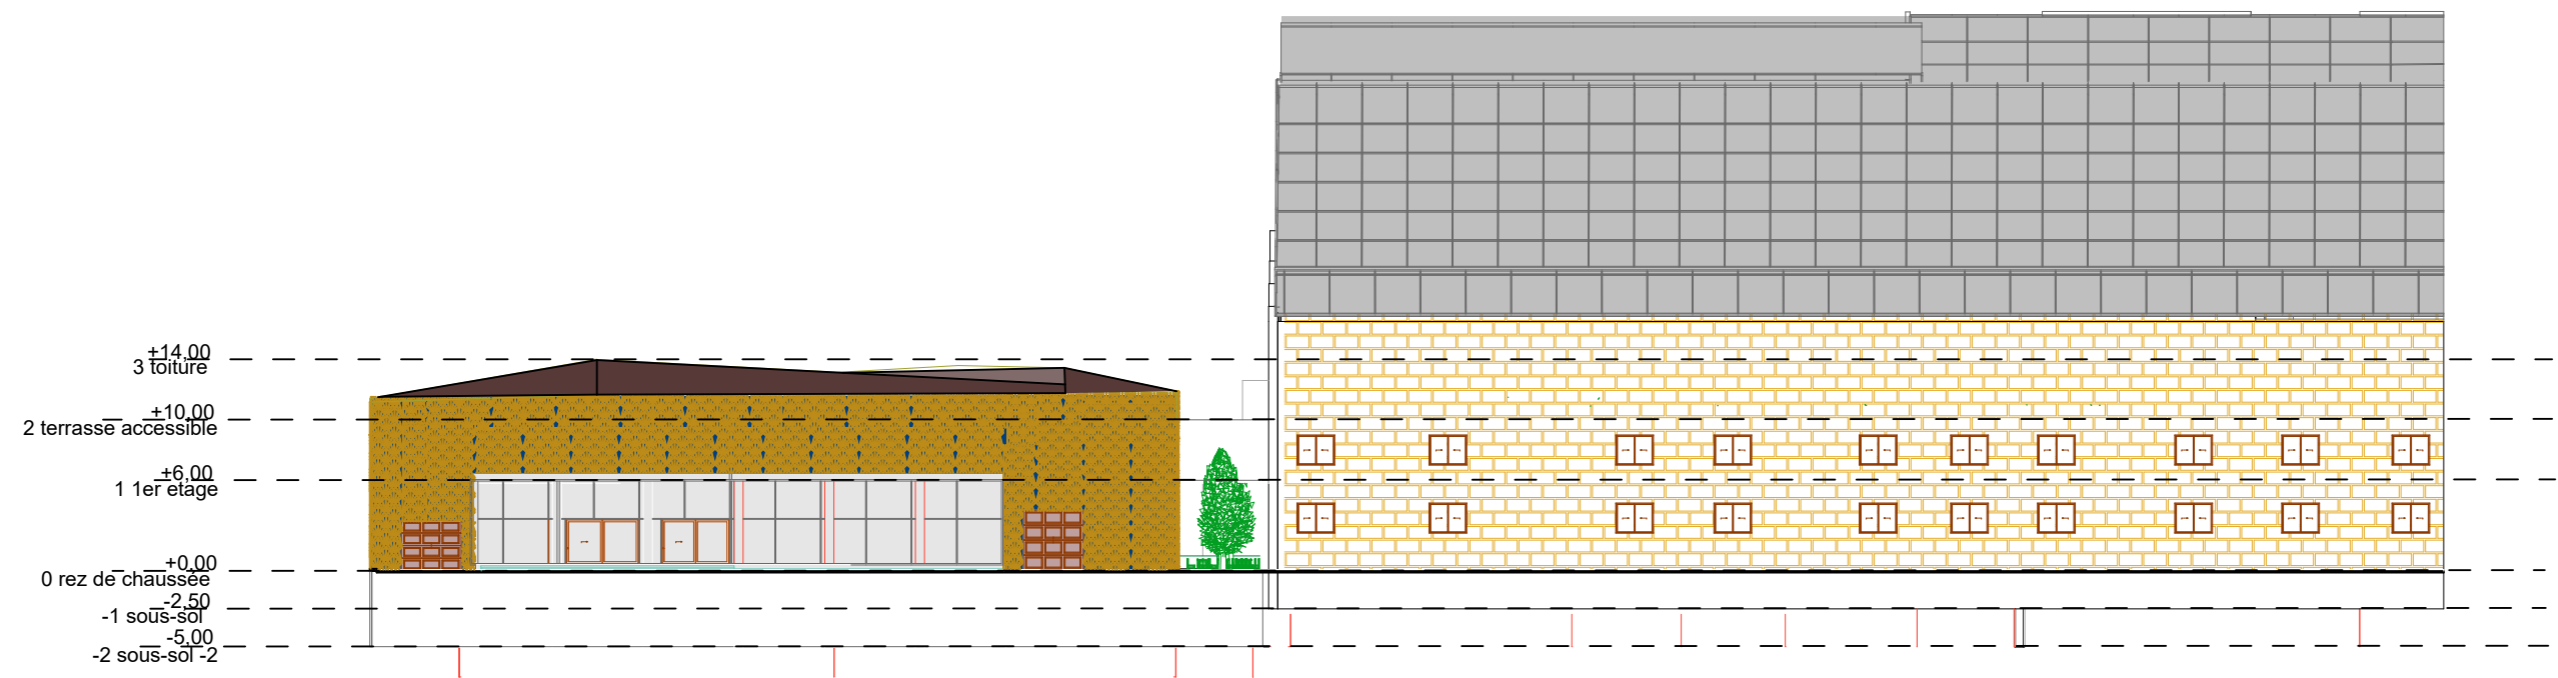 +14,00
3 toiture
+10,00
2 terrasse accessible
+6,00
1 1er etage
+0,00
0 rez de chaussée
-2,50
-1 sous-sol
-5,00
-2 sous-sol -2